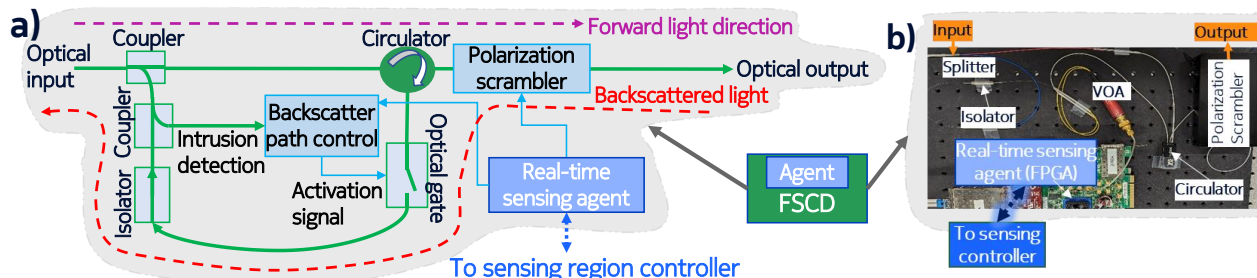 a)
Forward light direction
Optical
input
Coupler
Circulator
Polarization
scrambler
Optical output
Backscattered light
Coupler
Intrusion
detection
Backscatter
path control
Optical gate
Isolator
Activation
signal
Real-time
sensing agent
To sensing region controller
Agent
FSCD
b)
Input
Output
Splitter
VOA
Isolator
Polarization
Scrambler
Real-time sensing
agent (FPGA)
Circulator
To sensing
controller